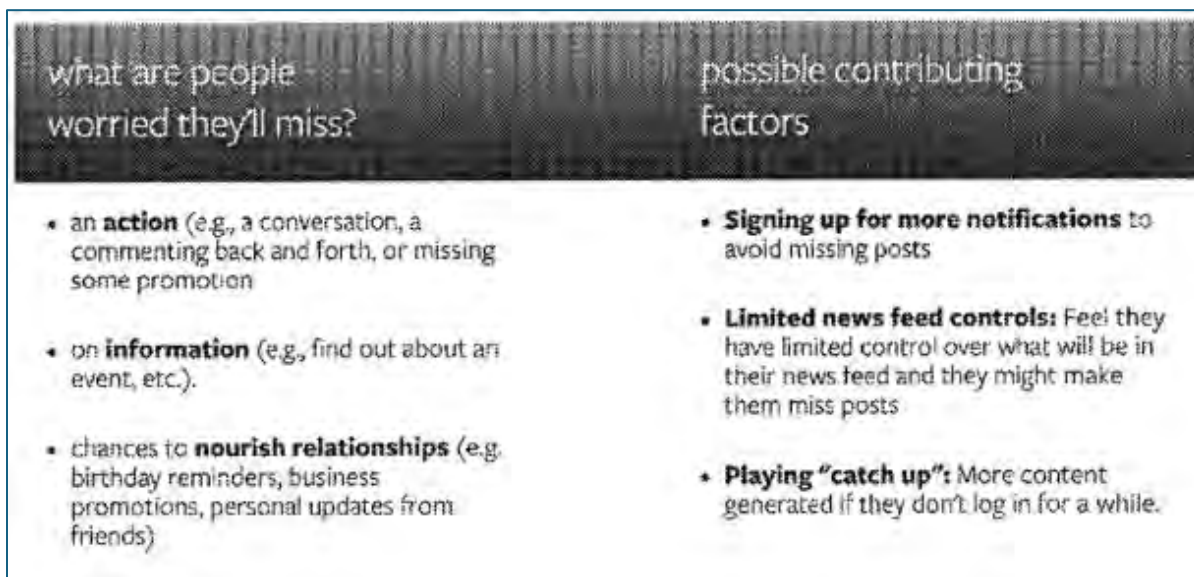 what are people
worried they'll miss?
• an action (e.g., a conversation, a
commenting back and forth, or missing
some promotion
• on information (e.g., find out about an
event, etc.).
• chances to nourish relationships (e.g.
birthday reminders, business
promotions, personal updates from
friends)
possible contributing
factors
• Signing up for more notifications to
avoid missing posts
• Limited news feed controls: Feel they
have limited control over what will be in
their news feed and they might make
them miss posts
• Playing "catch up": More content
generated if they don't log in for a while.